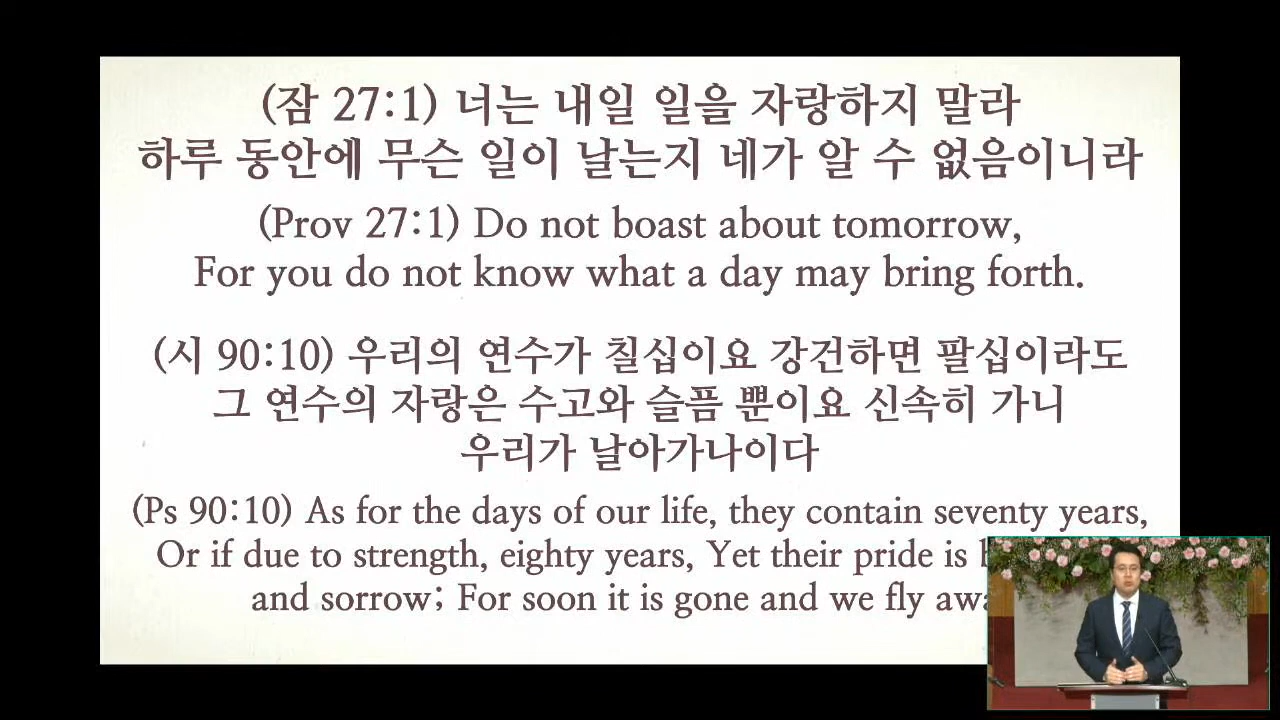 (잠 27:1) 너는 내일 일을 자랑하지 말라
하루 동안에 무슨 일이 날는지 네가 알 수 없음이니라
(Prov 27:1) Do not boast about tomorrow,
For you do not know what a day may bring forth.
(시 90:10) 우리의 연수가 칠십이요 강건하면 팔십이라도
그 연수의 자랑은 수고와 슬픔 뿐이요 신속히 가니
우리가 날아가나이다
(Ps 90:10) As for the days of our life, they contain seventy years,
Or if due to strength, eighty years, Yet their pride is
and sorrow; For soon it is gone and we fly